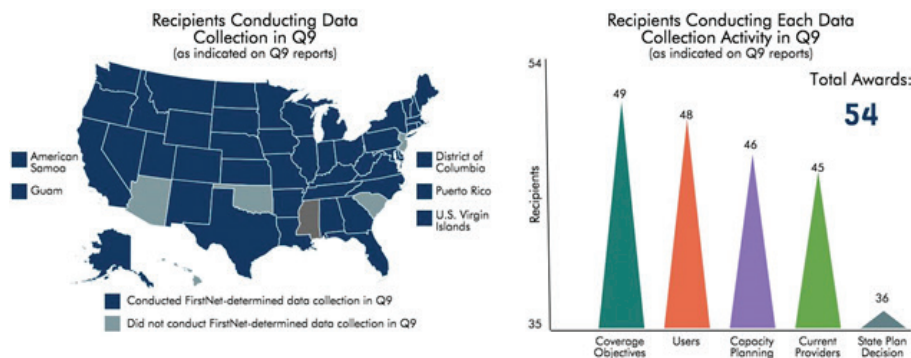 Recipients Conducting Data
Collection in Q9
(as indicated on Q9 reports)
American
Samoa
Guam
District of
Columbia
Puerto Rico
U.S. Virgin
Islands
Conducted FirstNet-determined data collection in Q9
Did not conduct FirstNet-determined data collection in Q9
Recipients Conducting Each Data
Collection Activity in Q9
(as indicated on Q9 reports)
54
Total Awards:
54
49
48
46
45
36
Recipients
35
Coverage
Objectives
Users
Capacity
Planning
Current
Providers
State Plan
Decision